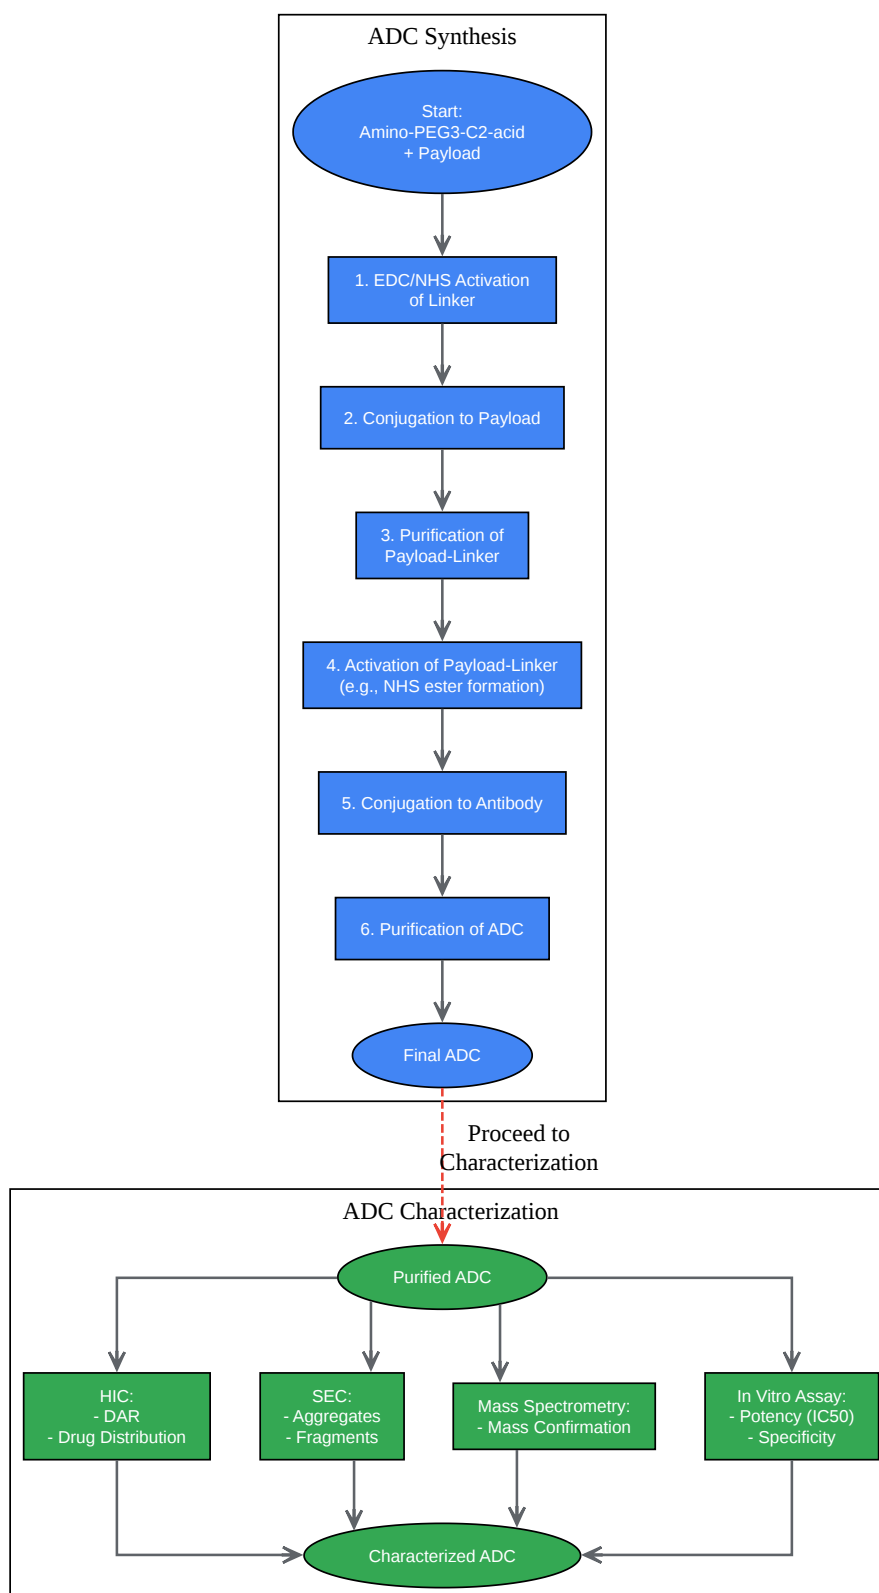 ADC Synthesis
Start:
Amino-PEG3-C2-acid
+ Payload
1. EDC/NHS Activation
of Linker
2. Conjugation to Payload
3. Purification of
Payload-Linker
4. Activation of Payload-Linker
(e.g., NHS ester formation)
5. Conjugation to Antibody
6. Purification of ADC
Final ADC
Proceed to
Characterization
ADC Characterization
Purified ADC
HIC:
- DAR
- Drug Distribution
SEC:
- Aggregates
- Fragments
Mass Spectrometry:
- Mass Confirmation
In Vitro Assay:
- Potency (IC50)
- Specificity
Characterized ADC